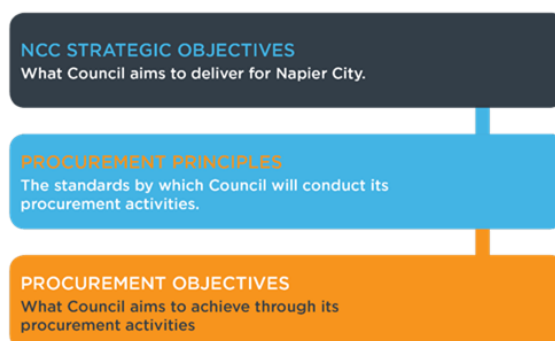 NCC STRATEGIC OBJECTIVES
What Council aims to deliver for Napier City.
PROCUREMENT PRINCIPLES
The standards by which Council will conduct its
procurement activities.
PROCUREMENT OBJECTIVES
What Council aims to achieve through its
procurement activities